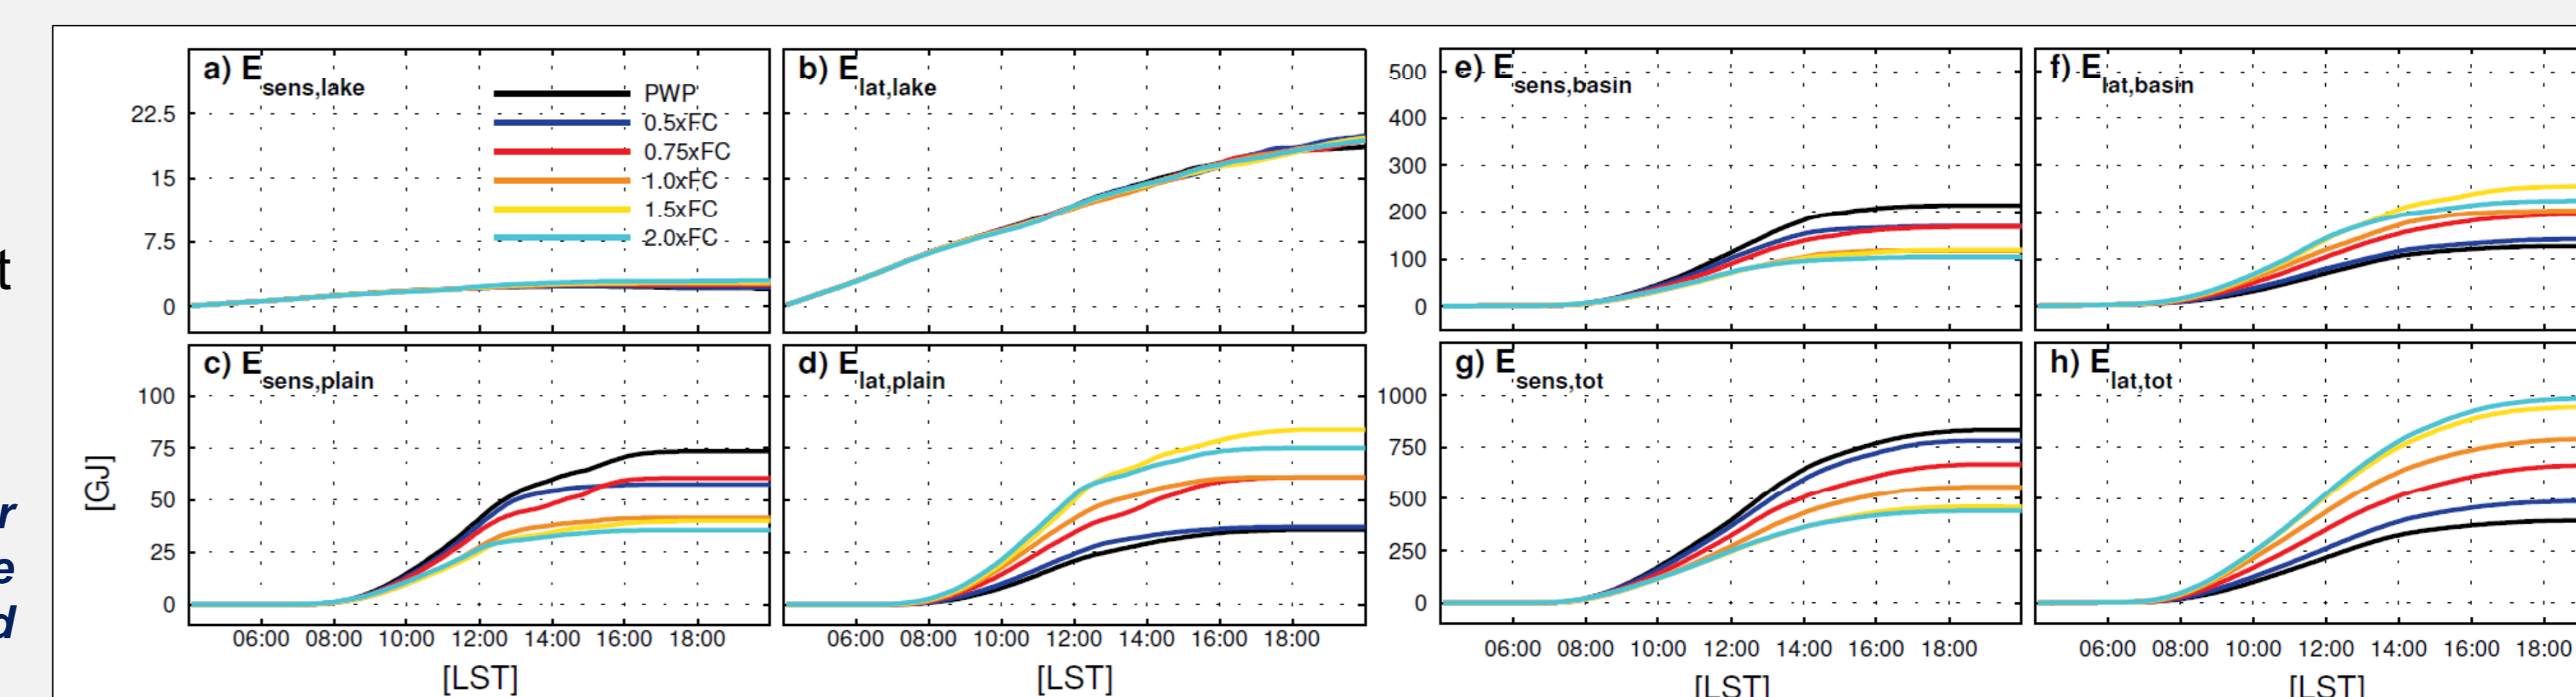 t
r
e
d
a) E sens,lake
PWP
0.5xFC
0.75xFC
1.0xFC
1.5xFC
2.0xFC
22.5
15
7.5
0
b) E lat,lake
c) E sens,plain
100
75
50
25
0
[GJ]
06:00 08:00 10:00 12:00 14:00 16:00 18:00
[LST]
d) E lat,plain
06:00 08:00 10:00 12:00 14:00 16:00 18:00
[LST]
e) E sens,basin
500
400
300
200
100
0
f) E lat,basin
g) E sens,tot
1000
750
500
250
0
06:00 08:00 10:00 12:00 14:00 16:00 18:00
[LST]
h) E lat,tot
06:00 08:00 10:00 12:00 14:00 16:00 18:00
[LST]